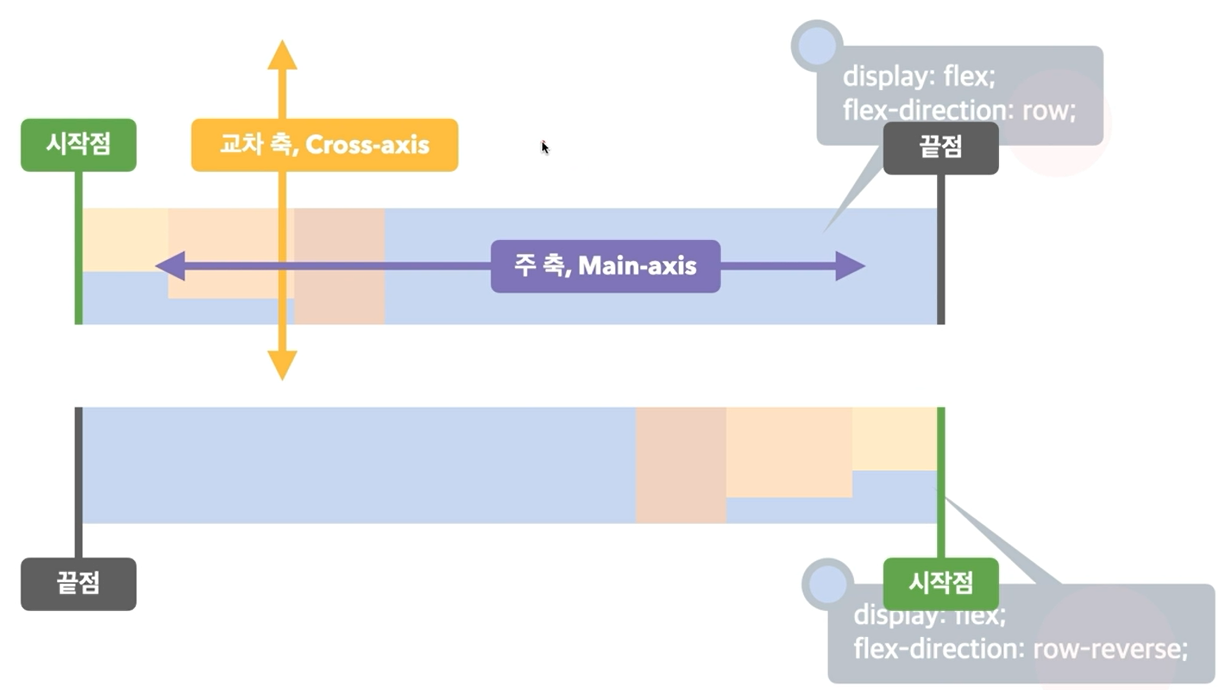 display: flex;
flex-direction: row;
시작점
교차 축, Cross-axis
끝점
주 축, Main-axis
끝점
시작점
display: flex;
flex-direction: row-reverse;